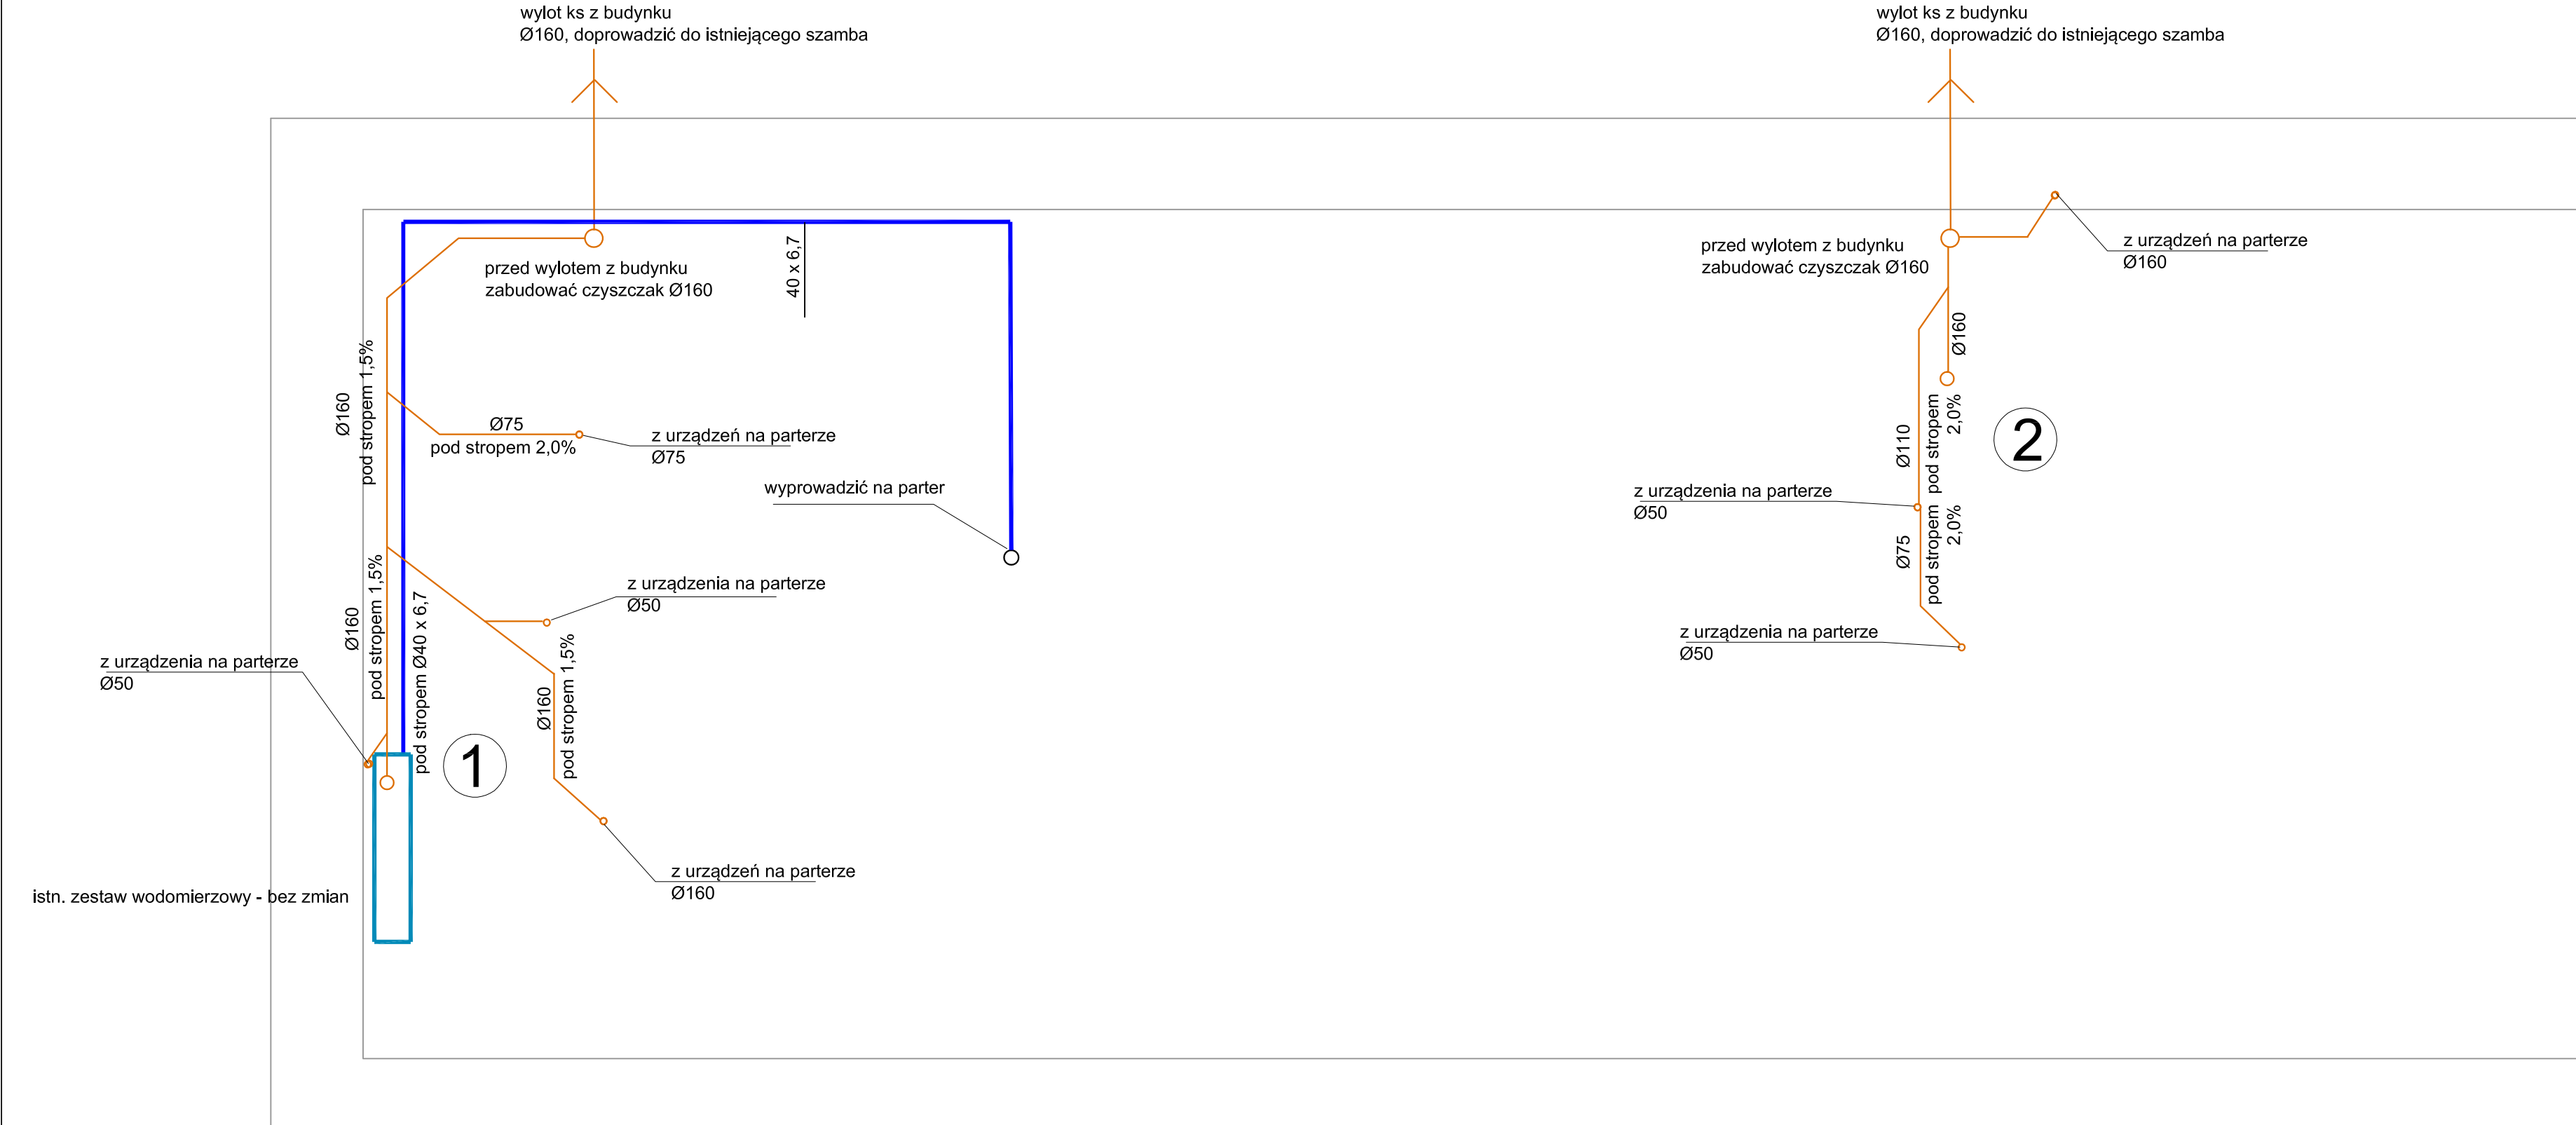 wylot ks z budynku
Ø160, doprowadzić do istniejącego szamba
wylot ks z budynku
Ø160, doprowadzić do istniejącego szamba
przed wylotem z budynku
zabudować czyszczak Ø160
40 x 6,7
przed wylotem z budynku
zabudować czyszczak Ø160
z urządzeń na parterze
Ø160
Ø160
Ø160
pod stropem 1,5%
Ø75
pod stropem 2,0%
z urządzeń na parterze
Ø75
wyprowadzić na parter
Ø110
pod stropem
2,0%
2
z urządzenia na parterze
Ø50
Ø75
pod stropem
2,0%
z urządzenia na parterze
Ø50
z urządzenia na parterze
Ø50
Ø160
pod stropem 1,5%
pod stropem Ø40 x 6,7
z urządzenia na parterze
Ø50
Ø160
pod stropem 1,5%
1
z urządzeń na parterze
Ø160
istn. zestaw wodomierzowy - bez zmian